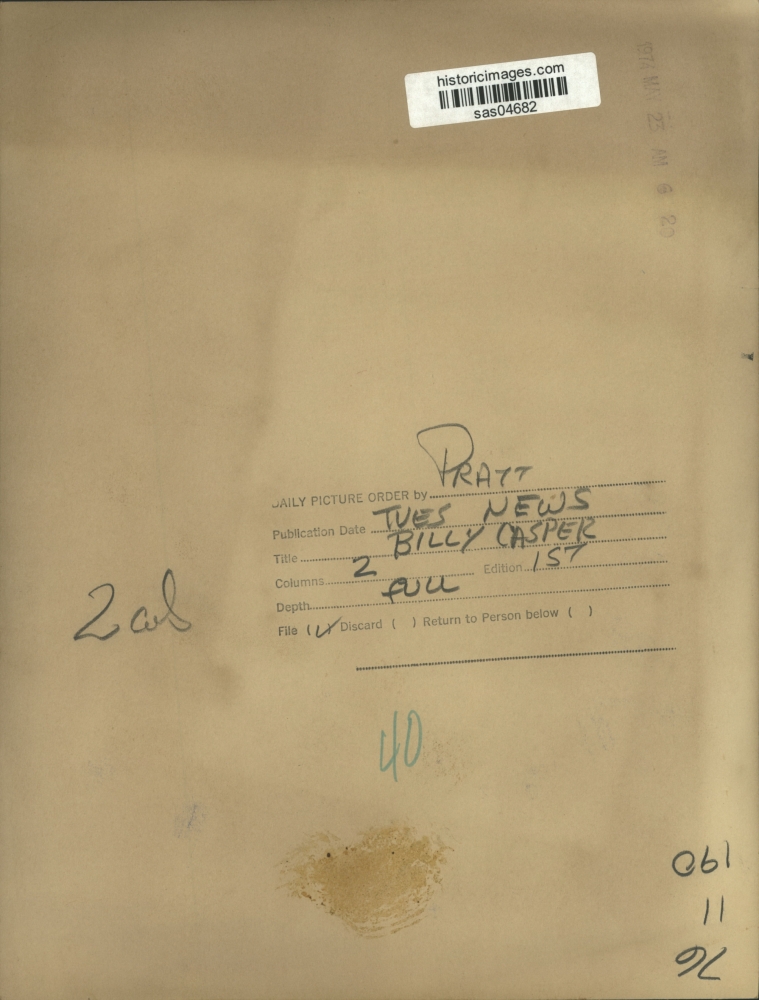 historicimages.com
sas04682
PRATT
DAILY PICTURE ORDER by
Publication Date TUES NEWS
Title BILLY CASPER
Columns 2 Edition 1ST
Depth FULL
File (✓) Discard ( ) Return to Person below ( )
2 col
40
190
11
76